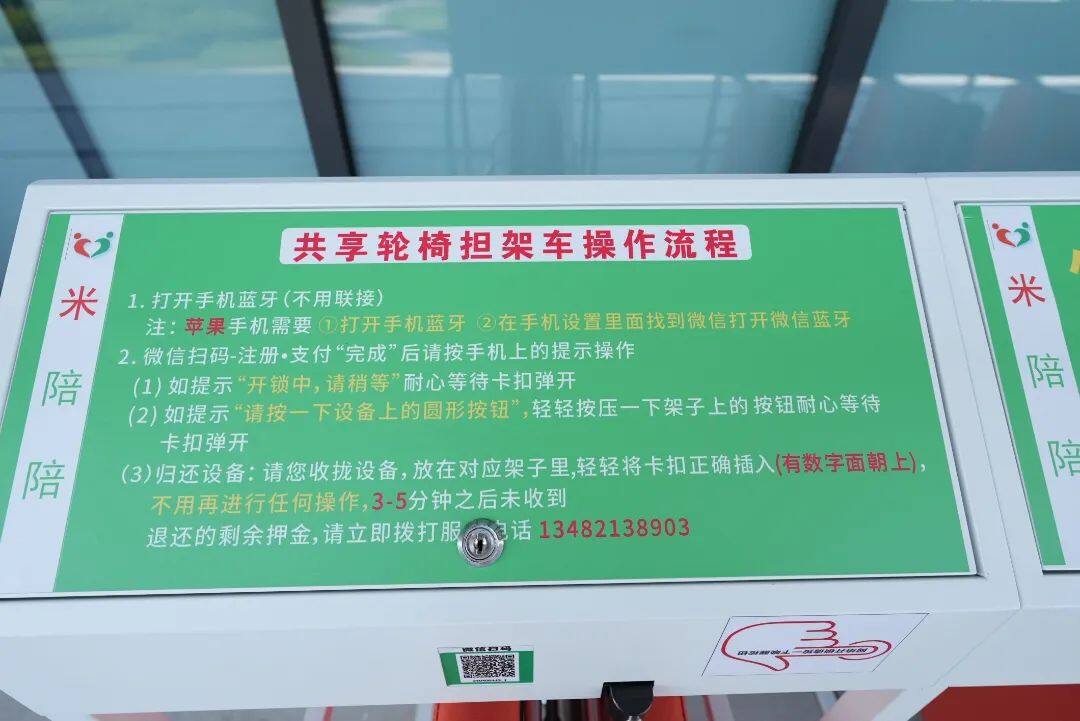 共享轮椅担架车操作流程
米
陪
陪
1. 打开手机蓝牙（不用联接）
注：苹果手机需要 ①打开手机蓝牙 ②在手机设置里面找到微信打开微信蓝牙
2. 微信扫码-注册•支付“完成”后请按手机上的提示操作
(1) 如提示“开锁中，请稍等”耐心等待卡扣弹开
(2) 如提示“请按一下设备上的圆形按钮”，轻轻按压一下架子上的 按钮耐心等待
卡扣弹开
(3) 归还设备：请您收拢设备，放在对应架子里，轻轻将卡扣正确插入(有数字面朝上)，
不用再进行任何操作，3-5分钟之后未收到
退还的剩余押金，请立即拨打服 电话 13482138903
米
陪
陪
微信扫码